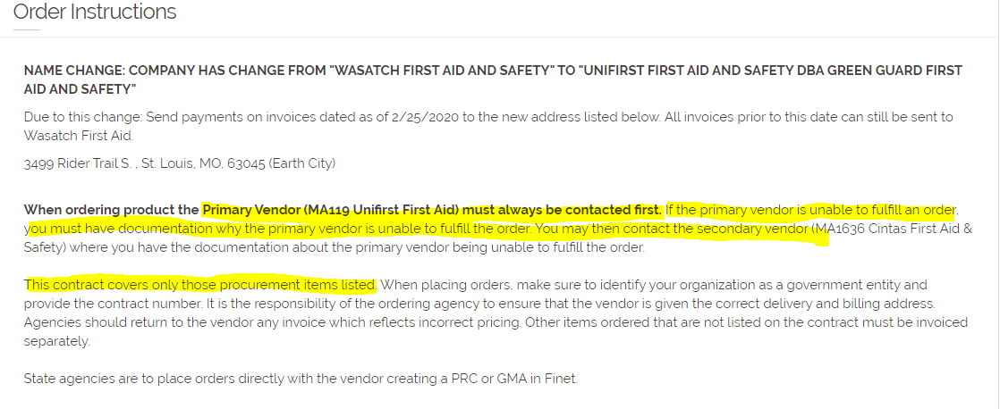 Order Instructions
NAME CHANGE: COMPANY HAS CHANGE FROM "WASATCH FIRST AID AND SAFETY" TO "UNIFIRST FIRST AID AND SAFETY DBA GREEN GUARD FIRST
AID AND SAFETY"
Due to this change: Send payments on invoices dated as of 2/25/2020 to the new address listed below. All invoices prior to this date can still be sent to
Wasatch First Aid.
3499 Rider Trail S. , St. Louis, MO, 63045 (Earth City)
When ordering product the Primary Vendor (MA119 Unifirst First Aid) must always be contacted first. If the primary vendor is unable to fulfill an order,
you must have documentation why the primary vendor is unable to fulfill the order. You may then contact the secondary vendor (MA1636 Cintas First Aid &
Safety) where you have the documentation about the primary vendor being unable to fulfill the order.
This contract covers only those procurement items listed. When placing orders, make sure to identify your organization as a government entity and
provide the contract number. It is the responsibility of the ordering agency to ensure that the vendor is given the correct delivery and billing address.
Agencies should return to the vendor any invoice which reflects incorrect pricing. Other items ordered that are not listed on the contract must be invoiced
separately.
State agencies are to place orders directly with the vendor creating a PRC or GMA in Finet.